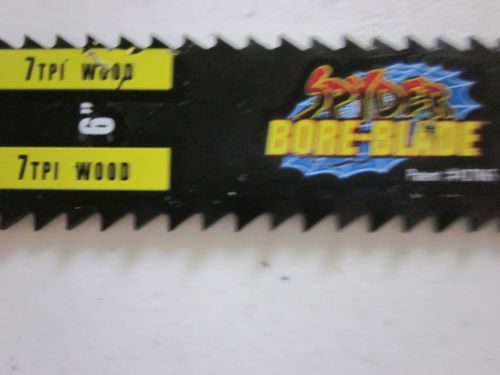 7TPI WOOD
6"
7TPI WOOD
SPYDER
BORE-BLADE